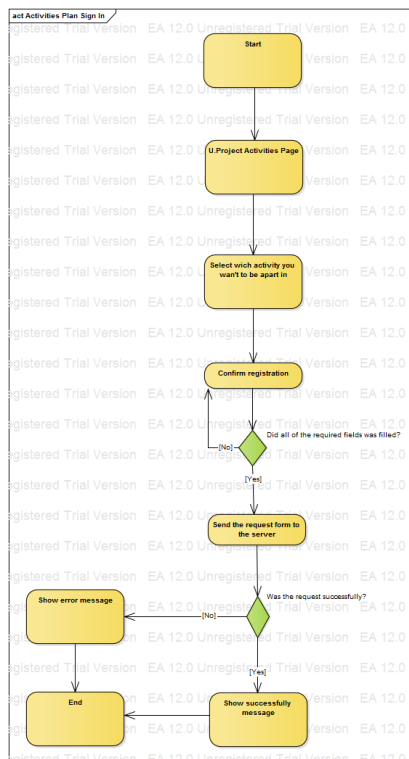 act Activities Plan Sign In
Start
U.Project Activities Page
Select wich activity you
wan't to be apart in
Confirm registration
Did all of the required fields was filled?
[No]
[Yes]
Send the request form to
the server
Was the request successfully?
[No]
Show error message
[Yes]
End
Show successfully
message
EA 12.0 Unregistered Trial Version